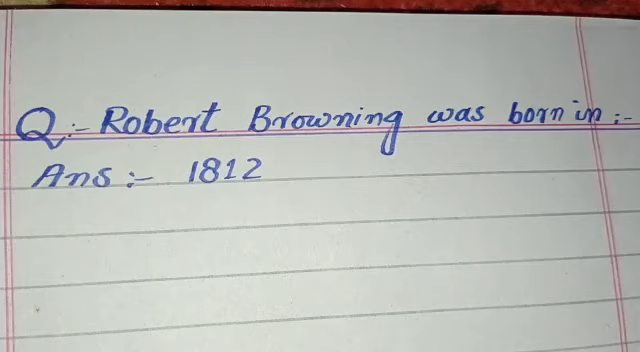 Q:- Robert Browning was born in :-
Ans :- 1812